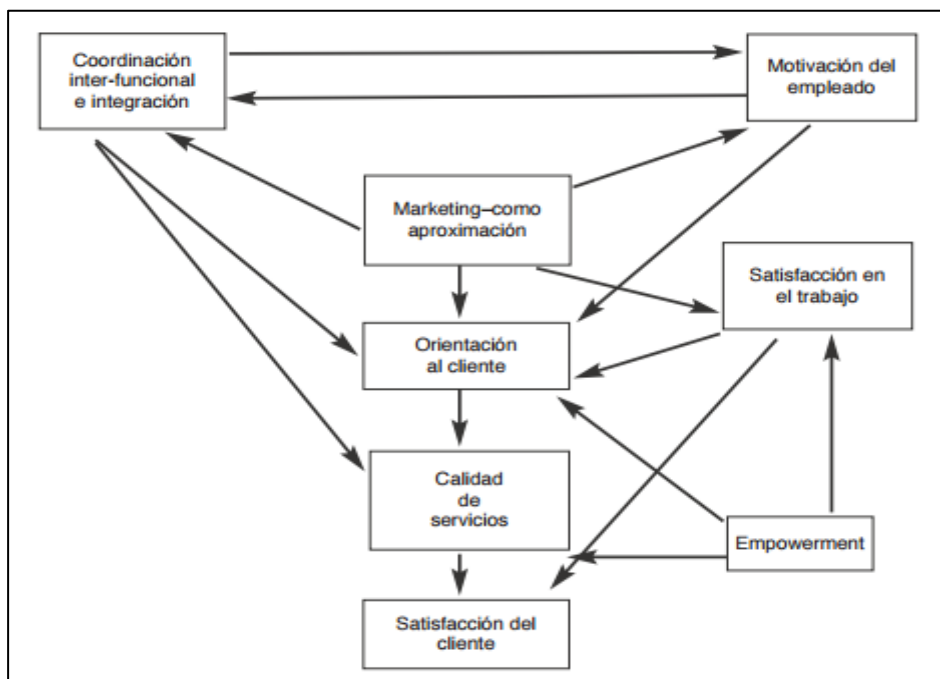 Coordinación
inter-funcional
e integración
Motivación del
empleado
Marketing–como
aproximación
Satisfacción en
el trabajo
Orientación
al cliente
Calidad
de
servicios
Empowerment
Satisfacción del
cliente